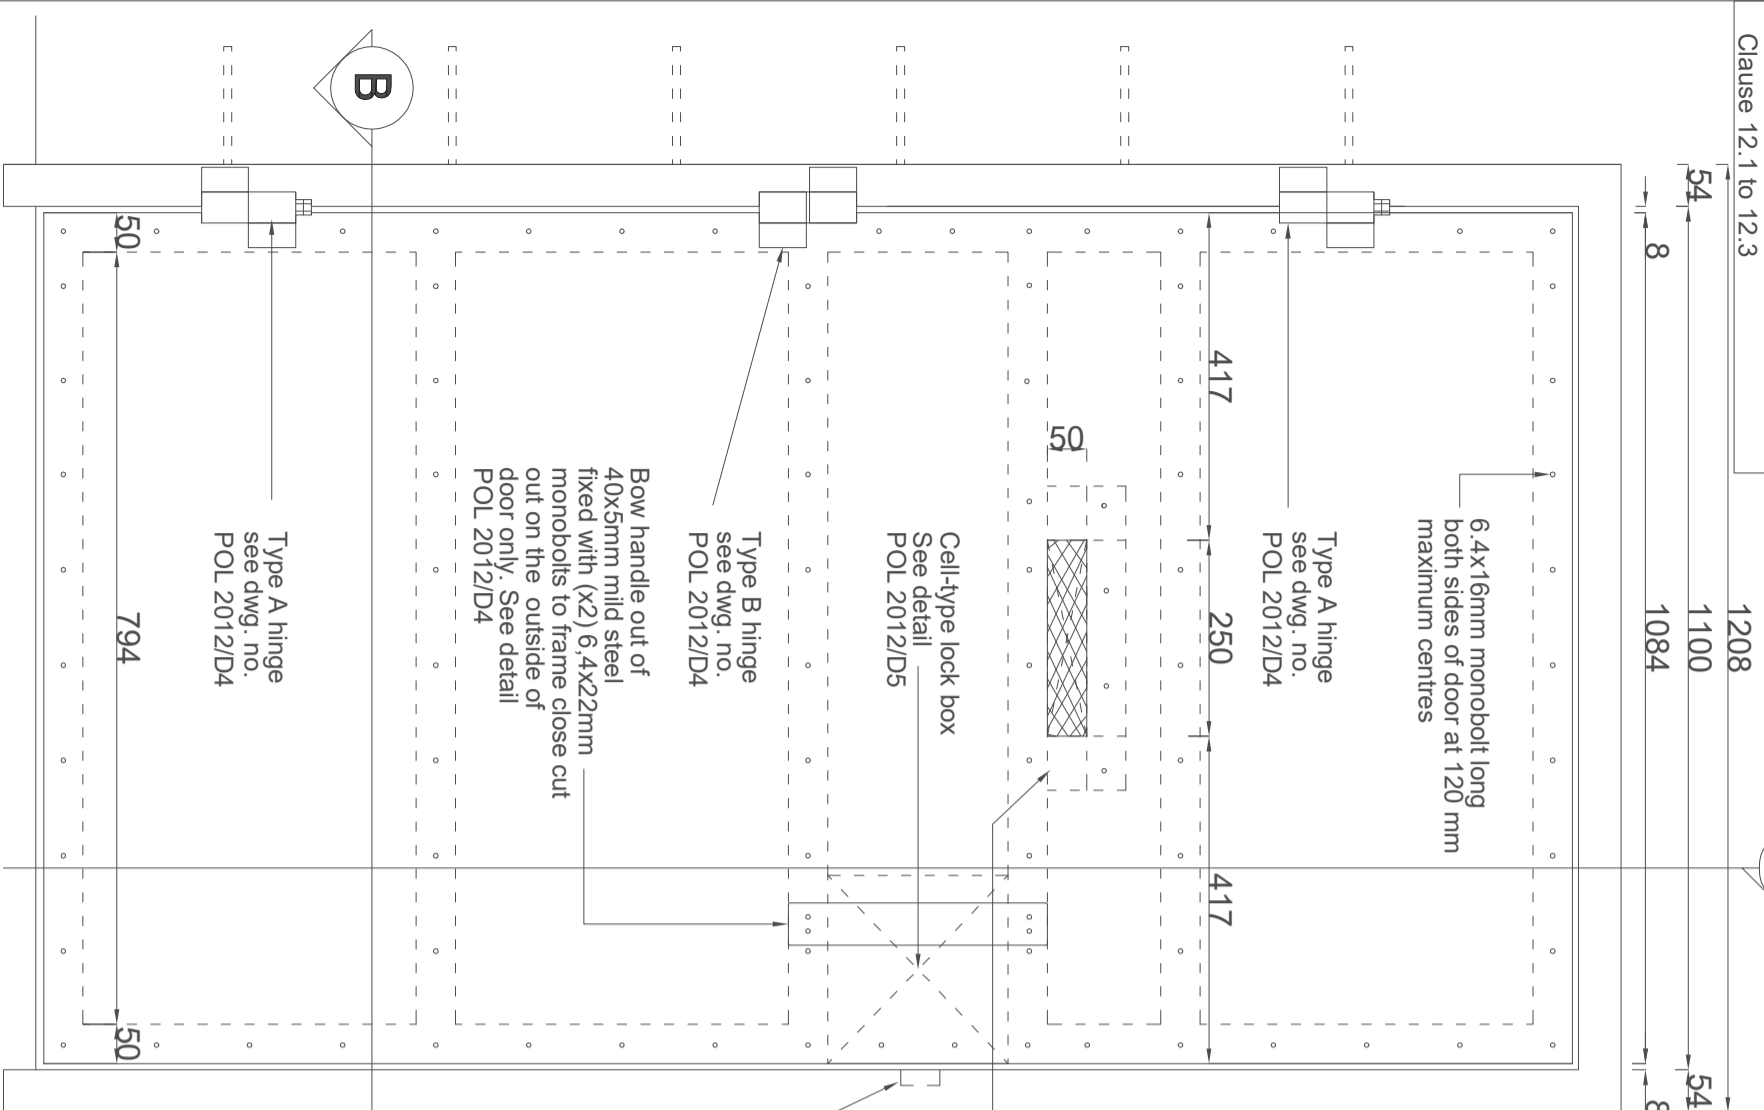 Clause 12.1 to 12.3
1208
54
1100
54
8
1084
8
6.4x16mm monobolt long
both sides of door at 120 mm
maximum centres
Type A hinge
see dwg. no.
POL 2012/D4
417
250
417
50
Cell-type lock box
See detail
POL 2012/D5
Type B hinge
see dwg. no.
POL 2012/D4
Bow handle out of
40x5mm mild steel
fixed with (x2) 6,4x22mm
monobolts to frame close cut
out on the outside of
door only. See detail
POL 2012/D4
B
Type A hinge
see dwg. no.
POL 2012/D4
50
794
50